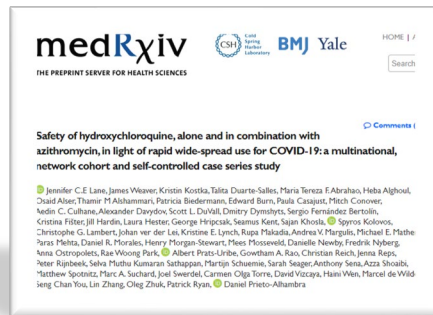 medRxiv
THE PREPRINT SERVER FOR HEALTH SCIENCES
CSH Cold Spring Harbor Laboratory
BMJ Yale
HOME |
Search
Comments (
Safety of hydroxychloroquine, alone and in combination with
azithromycin, in light of rapid wide-spread use for COVID-19: a multinational,
network cohort and self-controlled case series study
Jennifer C.E Lane, James Weaver, Kristin Kostka, Talita Duarte-Salles, Maria Tereza F. Abrahao, Heba Alghoul,
Osaid Alser, Thamir M Alshammari, Patricia Biedermann, Edward Burn, Paula Casajust, Mitch Conover,
Aedin C. Culhane, Alexander Davydov, Scott L. DuVall, Dmitry Dymshyts, Sergio Fernández Bertolín,
Kristina Fišter, Jill Hardin, Laura Hester, George Hripcsak, Seamus Kent, Sajan Khosla, Spyros Kolovos,
Christophe G. Lambert, Johan ver der Lei, Kristine E. Lynch, Rupa Makadia, Andrea V. Margulis, Michael E. Mathe
Paras Mehta, Daniel R. Morales, Henry Morgan-Stewart, Mees Mosseveld, Danielle Newby, Fredrik Nyberg,
Anna Ostropolets, Rae Woong Park, Albert Prats-Uribe, Gowtham A. Rao, Christian Reich, Jenna Reps,
Peter Rijnbeek, Selva Muthu Kumaran Sathappan, Martijn Schuemie, Sarah Seager, Anthony Sena, Azza Shoaibi,
Matthew Spotnitz, Marc A. Suchard, Joel Swerdel, Carmen Olga Torre, David Vizcaya, Haini Wen, Marcel de Wild
Seng Chan You, Lin Zhang, Oleg Zhuk, Patrick Ryan, Daniel Prieto-Alhambra